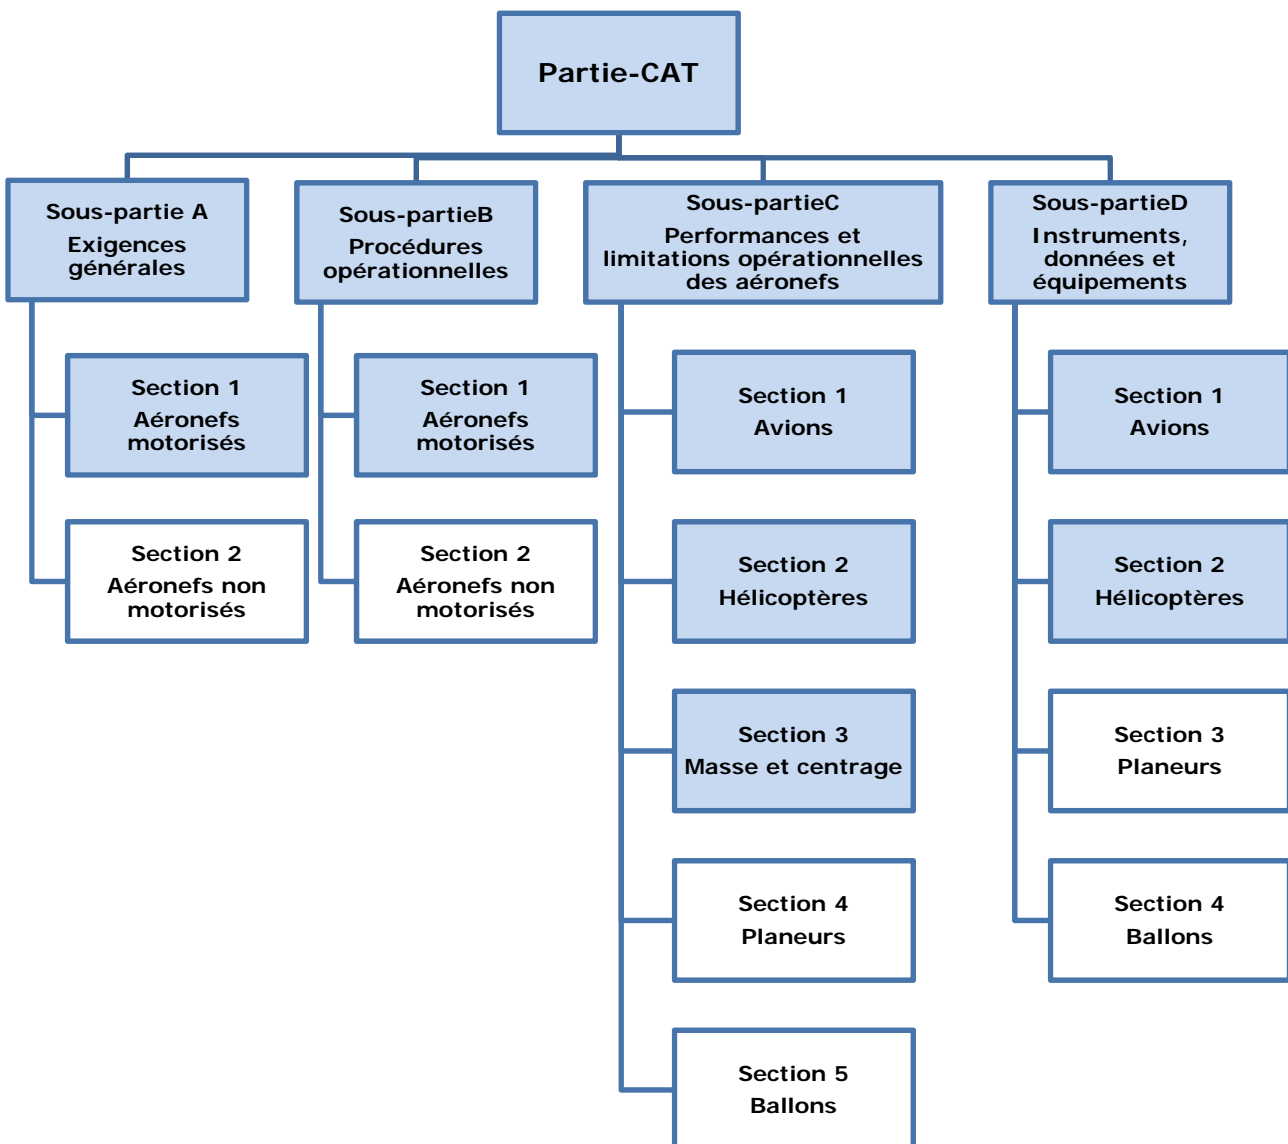 Partie-CAT
Sous-partie A
Exigences
générales
Section 1
Aéronefs
motorisés
Section 2
Aéronefs non
motorisés
Sous-partieB
Procédures
opérationnelles
Section 1
Aéronefs
motorisés
Section 2
Aéronefs non
motorisés
Sous-partieC
Performances et
limitations opérationnelles
des aéronefs
Section 1
Avions
Section 2
Hélicoptères
Section 3
Masse et centrage
Section 4
Planeurs
Section 5
Ballons
Sous-partieD
Instruments,
données et
équipements
Section 1
Avions
Section 2
Hélicoptères
Section 3
Planeurs
Section 4
Ballons